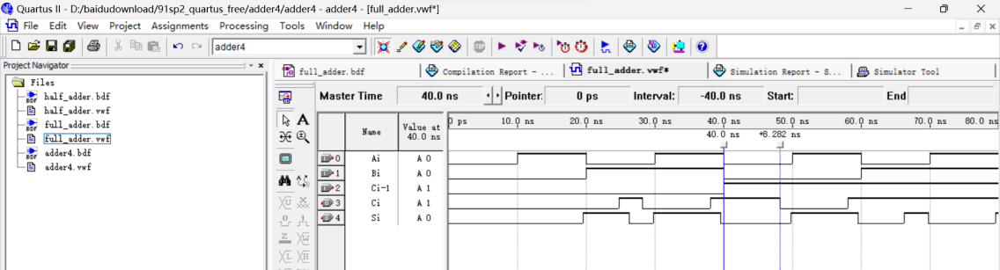 Quartus II - D:/baidudownload/91sp2_quartus_free/adder4/adder4 - adder4 - [full_adder.vwf*]
File Edit View Project Assignments Processing Tools Window Help
adder4
Project Navigator
Files
half_adder.bdf
half_adder.vwf
full_adder.bdf
full_adder.vwf
adder4.bdf
adder4.vwf
full_adder.bdf
Compilation Report - ...
full_adder.vwf*
Simulation Report - S...
Simulator Tool
Master Time 40.0 ns Pointer: 0 ps Interval: -40.0 ns Start: End
Name
Value at
40.0 ns
0 ps 10.0 ns 20.0 ns 30.0 ns 40.0 ns 50.0 ns 60.0 ns 70.0 ns 80.0 ns
40.0 ns +8.282 ns
0 Ai A 0
1 Bi A 0
2 Ci-1 A 1
3 Ci A 1
4 Si A 0